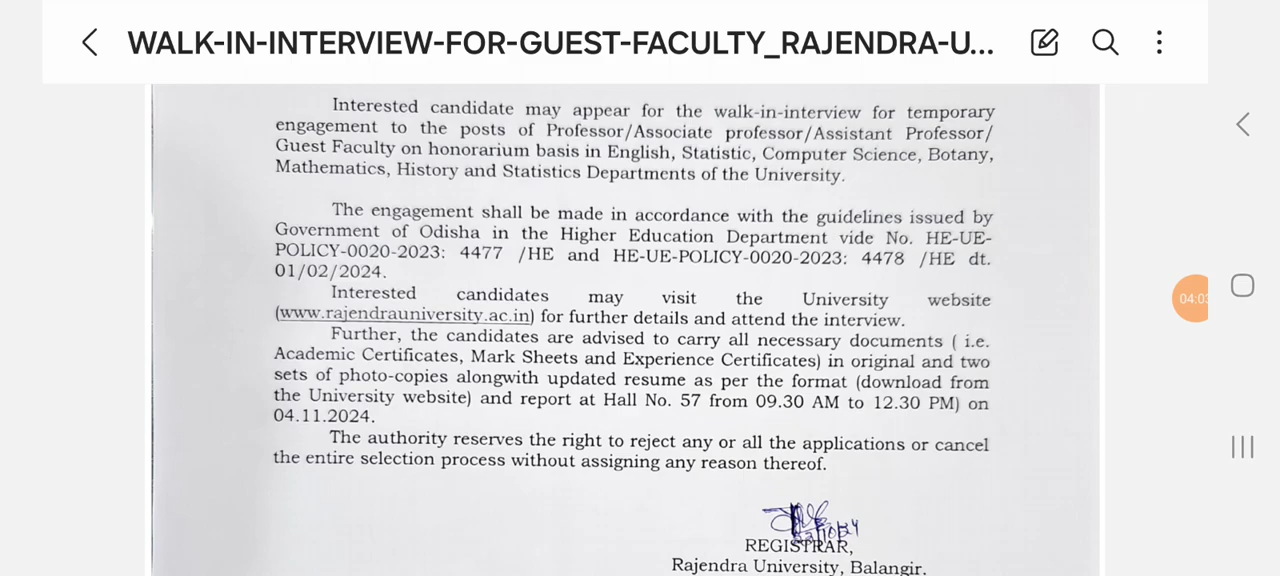 WALK-IN-INTERVIEW-FOR-GUEST-FACULTY_RAJENDRA-U...
Interested candidate may appear for the walk-in-interview for temporary
engagement to the posts of Professor/Associate professor/Assistant Professor/
Guest Faculty on honorarium basis in English, Statistic, Computer Science, Botany,
Mathematics, History and Statistics Departments of the University.
The engagement shall be made in accordance with the guidelines issued by
Government of Odisha in the Higher Education Department vide No. HE-UE-
POLICY-0020-2023: 4477 /HE and HE-UE-POLICY-0020-2023: 4478 /HE dt.
01/02/2024.
Interested candidates may visit the University website
(www.rajendrauniversity.ac.in) for further details and attend the interview.
Further, the candidates are advised to carry all necessary documents ( i.e.
Academic Certificates, Mark Sheets and Experience Certificates) in original and two
sets of photo-copies alongwith updated resume as per the format (download from
the University website) and report at Hall No. 57 from 09.30 AM to 12.30 PM) on
04.11.2024.
The authority reserves the right to reject any or all the applications or cancel
the entire selection process without assigning any reason thereof.
REGISTRAR,
Rajendra University, Balangir.
04:03